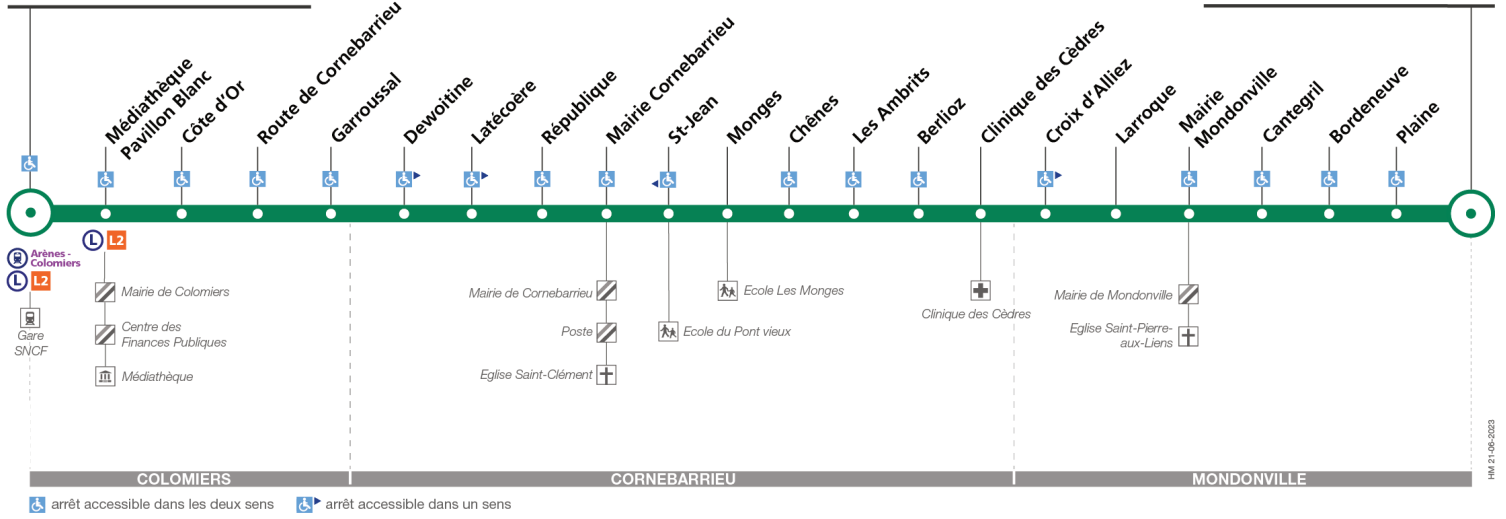 Médiathèque
Pavillon Blanc
Côte d'Or
Route de Cornebarrieu
Garroussal
Dewoitine
Latécoère
République
Mairie Cornebarrieu
St-Jean
Monges
Chênes
Les Ambrits
Berlioz
Clinique des Cèdres
Croix d'Alliez
Larroque
Mairie
Mondonville
Cantegril
Bordeneuve
Plaine
Arènes -
Colomiers
L L2
Gare
SNCF
L L2
Mairie de Colomiers
Centre des
Finances Publiques
Médiathèque
Mairie de Cornebarrieu
Poste
Eglise Saint-Clément
Ecole du Pont vieux
Ecole Les Monges
Clinique des Cèdres
Mairie de Mondonville
Eglise Saint-Pierre-
aux-Liens
COLOMIERS
CORNEBARRIEU
MONDONVILLE
arrêt accessible dans les deux sens
arrêt accessible dans un sens
HM 21-06-2023